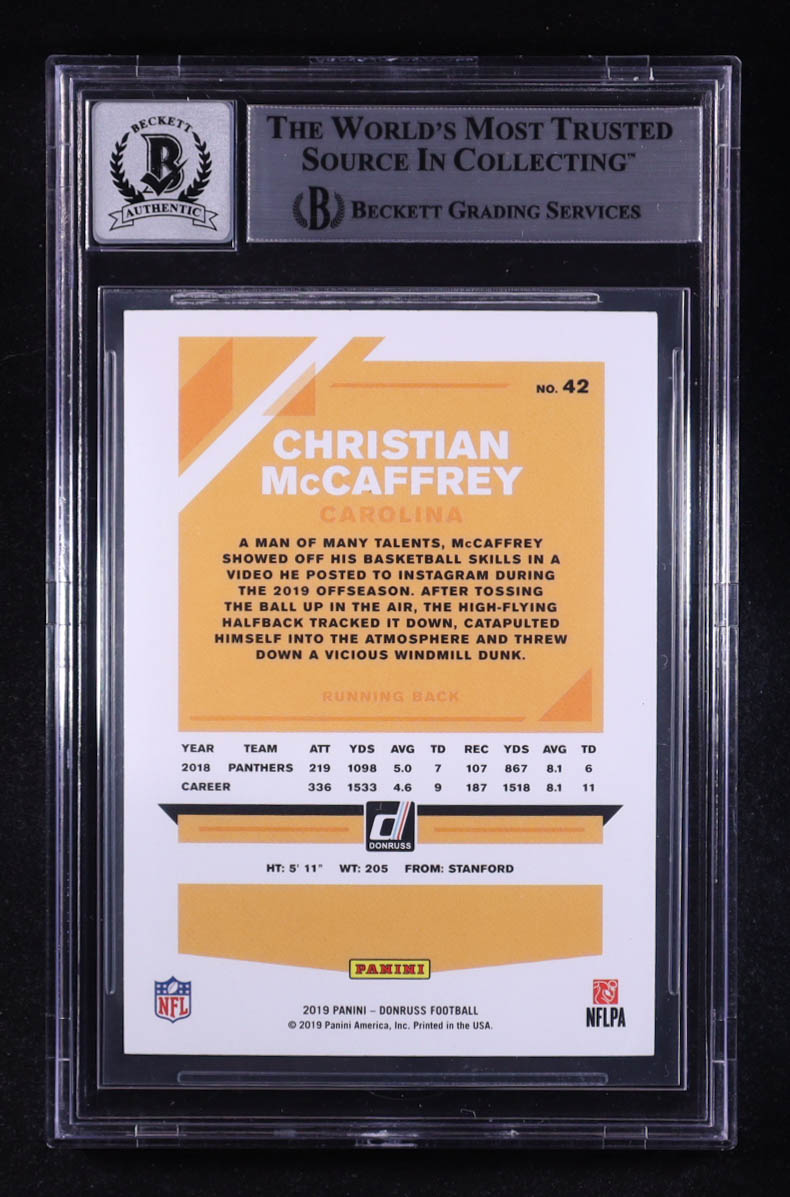 BECKETT
B
AUTHENTIC
THE WORLD'S MOST TRUSTED
SOURCE IN COLLECTING™
B BECKETT GRADING SERVICES
NO. 42
CHRISTIAN
McCAFFREY
CAROLINA
A MAN OF MANY TALENTS, McCAFFREY
SHOWED OFF HIS BASKETBALL SKILLS IN A
VIDEO HE POSTED TO INSTAGRAM DURING
THE 2019 OFFSEASON. AFTER TOSSING
THE BALL UP IN THE AIR, THE HIGH-FLYING
HALFBACK TRACKED IT DOWN, CATAPULTED
HIMSELF INTO THE ATMOSPHERE AND THREW
DOWN A VICIOUS WINDMILL DUNK.
RUNNING BACK
YEAR TEAM ATT YDS AVG TD REC YDS AVG TD
2018 PANTHERS 219 1098 5.0 7 107 867 8.1 6
CAREER 336 1533 4.6 9 187 1518 8.1 11
d
DONRUSS
HT: 5' 11" WT: 205 FROM: STANFORD
PANINI
NFL
NFLPA
2019 PANINI – DONRUSS FOOTBALL
© 2019 Panini America, Inc. Printed in the USA.